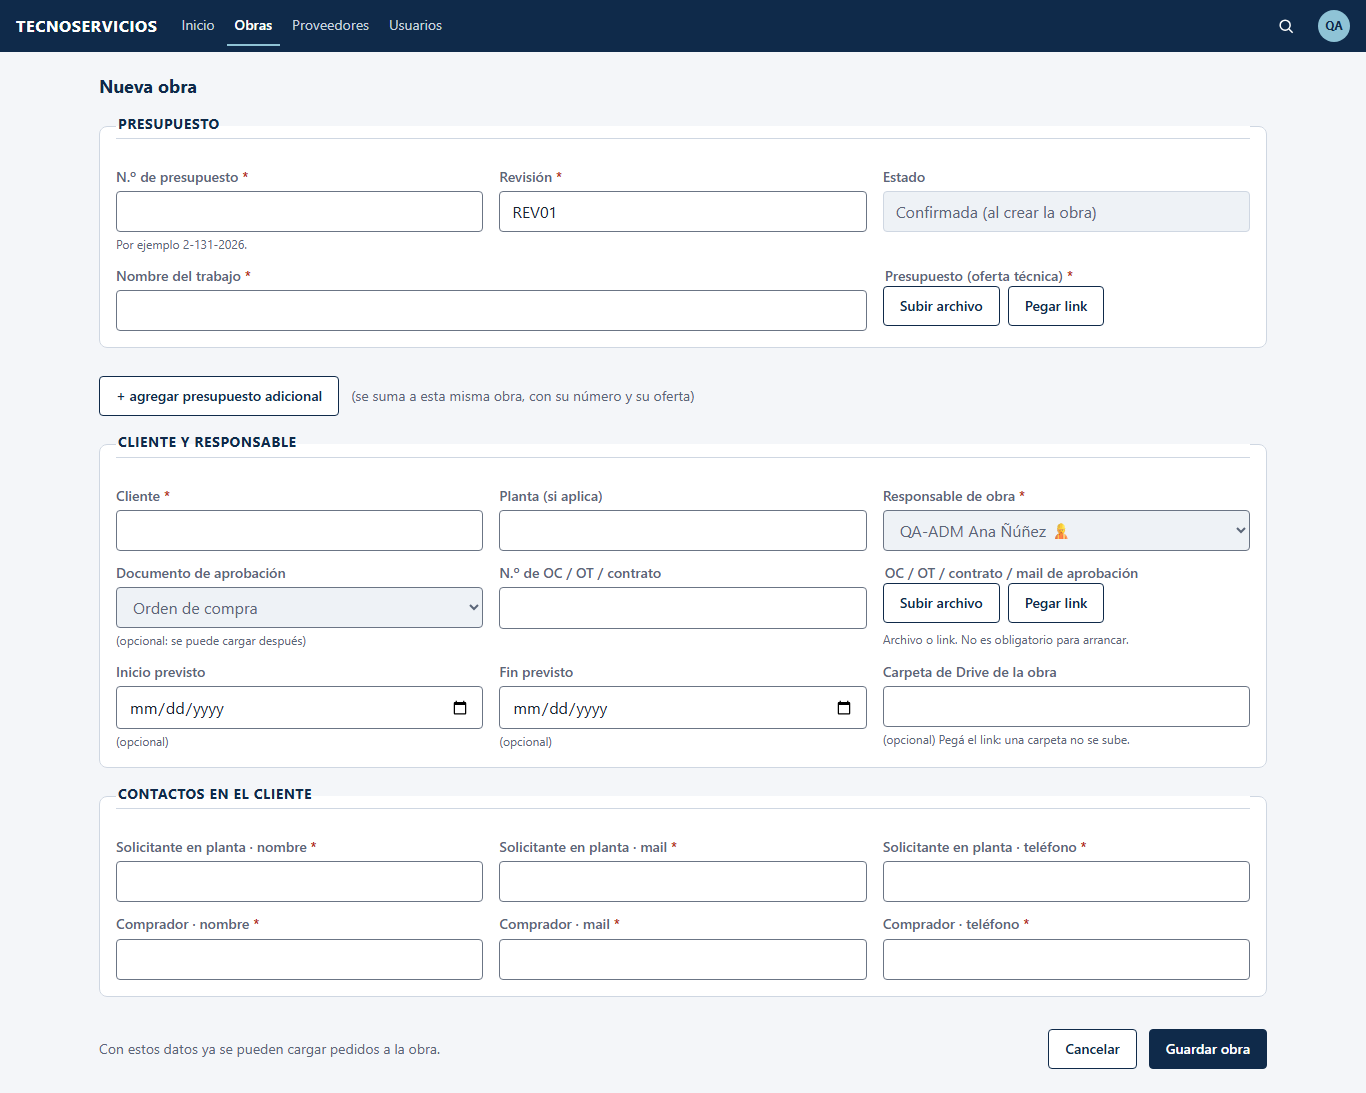 TECNOSERVICIOS Inicio Obras Proveedores Usuarios QA
Nueva obra
PRESUPUESTO
N.º de presupuesto * Revisión * Estado
REV01 Confirmada (al crear la obra)
Por ejemplo 2-131-2026.
Nombre del trabajo * Presupuesto (oferta técnica) *
Subir archivo Pegar link
+ agregar presupuesto adicional (se suma a esta misma obra, con su número y su oferta)
CLIENTE Y RESPONSABLE
Cliente * Planta (si aplica) Responsable de obra *
QA-ADM Ana Ñúñez
Documento de aprobación N.º de OC / OT / contrato OC / OT / contrato / mail de aprobación
Orden de compra Subir archivo Pegar link
(opcional: se puede cargar después) Archivo o link. No es obligatorio para arrancar.
Inicio previsto Fin previsto Carpeta de Drive de la obra
mm/dd/yyyy mm/dd/yyyy
(opcional) (opcional) (opcional) Pegá el link: una carpeta no se sube.
CONTACTOS EN EL CLIENTE
Solicitante en planta · nombre * Solicitante en planta · mail * Solicitante en planta · teléfono *
Comprador · nombre * Comprador · mail * Comprador · teléfono *
Con estos datos ya se pueden cargar pedidos a la obra. Cancelar Guardar obra